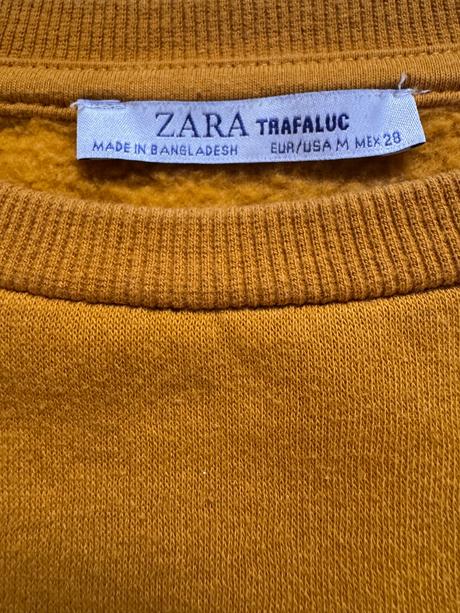 ZARA TRAFALUC
MADE IN BANGLADESH EUR/USA M MEX 28